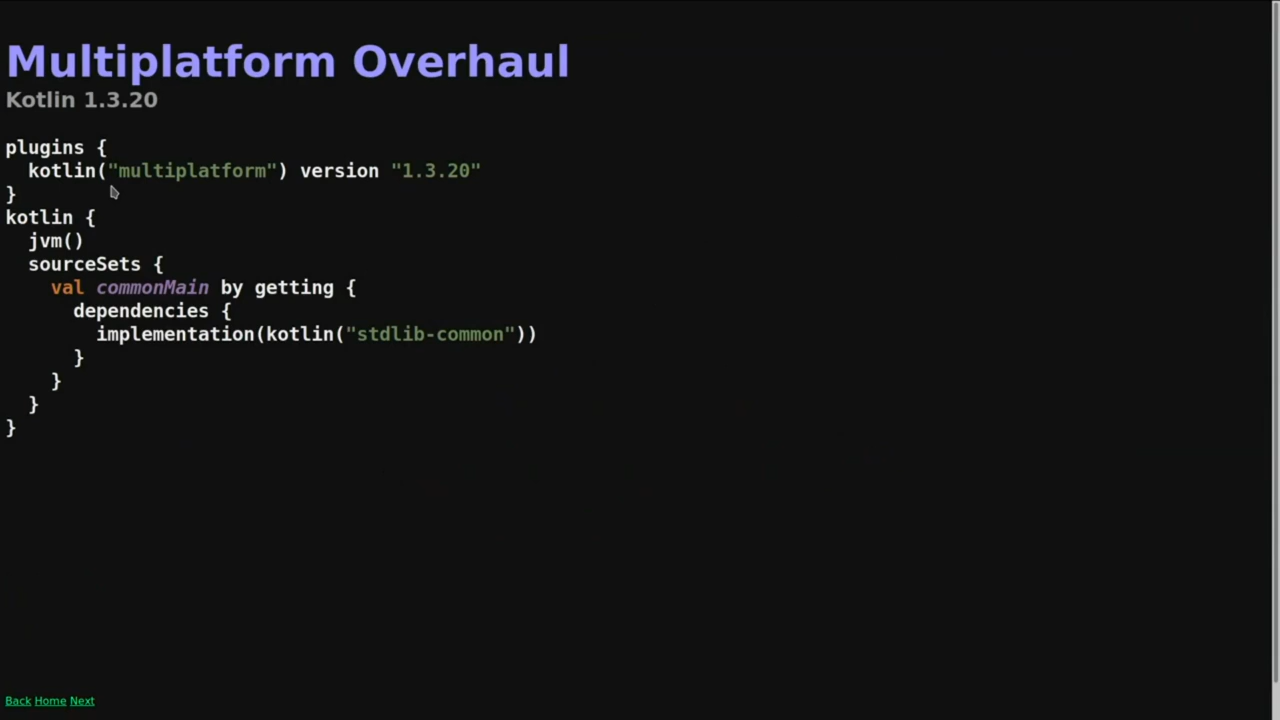 Multiplatform Overhaul
Kotlin 1.3.20
plugins {
  kotlin("multiplatform") version "1.3.20"
}
kotlin {
  jvm()
  sourceSets {
    val commonMain by getting {
      dependencies {
        implementation(kotlin("stdlib-common"))
      }
    }
  }
}
Back Home Next